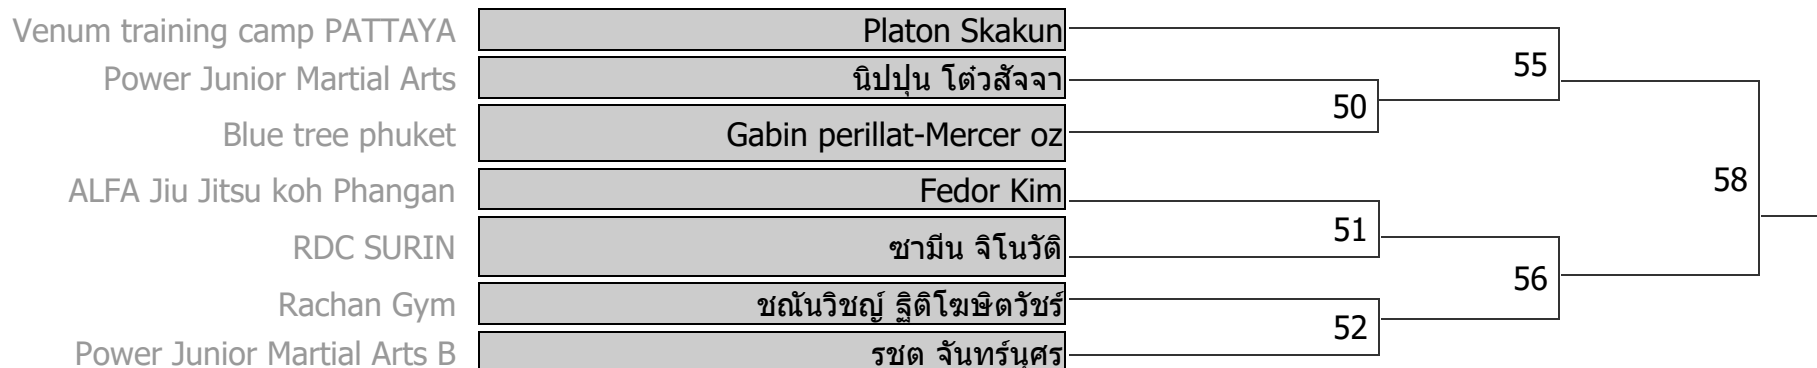 Venum training camp PATTAYA Platon Skakun
55
Power Junior Martial Arts นิปปุน โต๋วสัจจา
50
Blue tree phuket Gabin perillat-Mercer oz
58
ALFA Jiu Jitsu koh Phangan Fedor Kim
51
RDC SURIN ซามีน จิโนวัติ
56
Rachan Gym ชณันวิชญ์ ฐิติโฆษิตวัชร์
52
Power Junior Martial Arts B รชต จันทร์นุศร